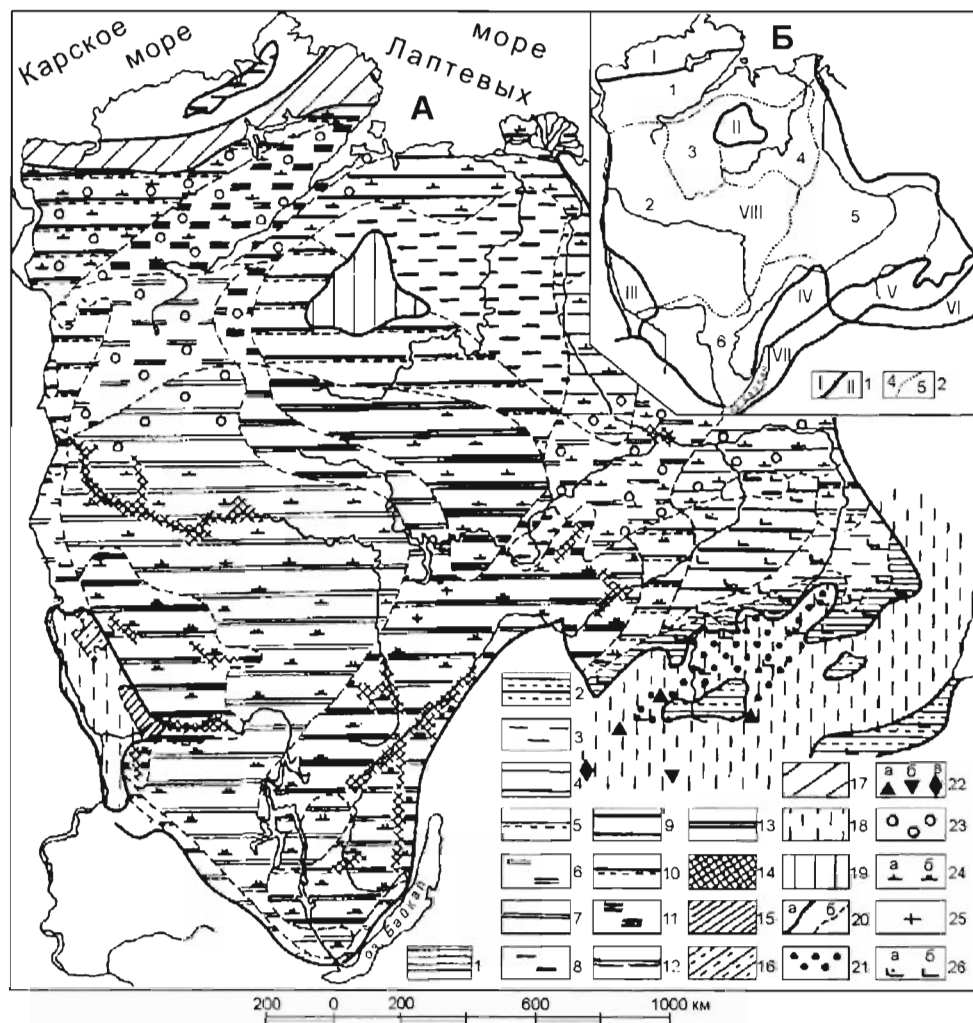 Карское море
море Лаптевых
А
Б
I
1
II
3
4
2
VIII
5
III
IV
V
VI
6
VII
I II 1
4 5 2
2
3
4
5
6
7
8
1
9
10
11
12
13
14
15
16
17
18
19
а б 20
21
а б в 22
23
а б 24
25
а б 26
оз. Байкал
200 0 200 600 1000 км